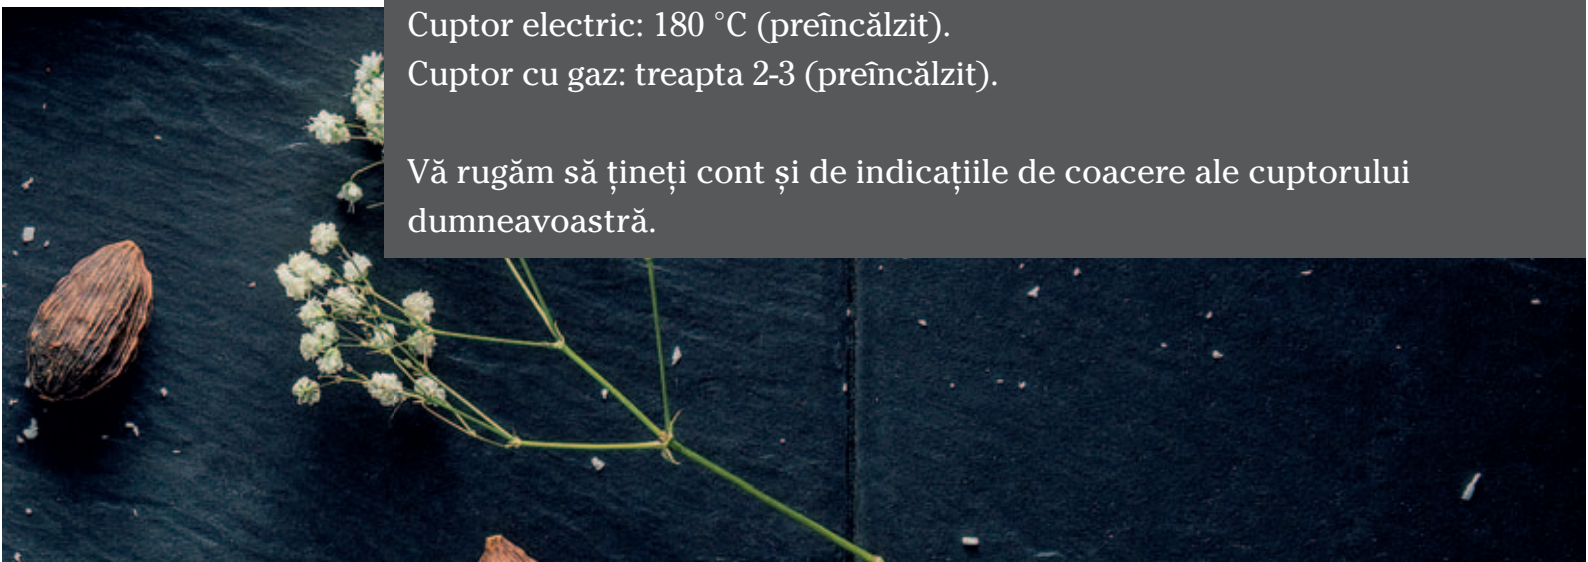 Cuptor electric: 180 °C (preîncălzit).
Cuptor cu gaz: treapta 2-3 (preîncălzit).
Vă rugăm să țineți cont și de indicațiile de coacere ale cuptorului
dumneavoastră.